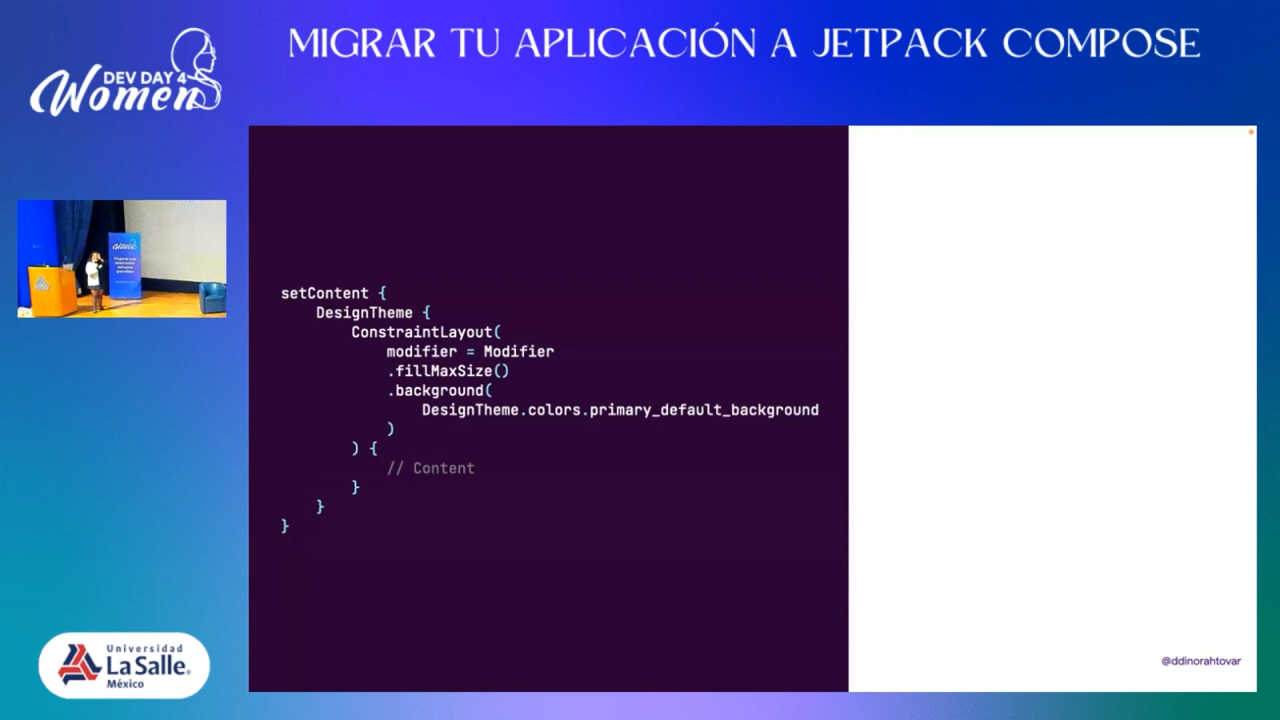 MIGRAR TU APLICACIÓN A JETPACK COMPOSE
DEV DAY 4
Women
setContent {
    DesignTheme {
        ConstraintLayout(
            modifier = Modifier
            .fillMaxSize()
            .background(
                DesignTheme.colors.primary_default_background
            )
        ) {
            // Content
        }
    }
}
@ddinorahtovar
Universidad
La Salle®
México